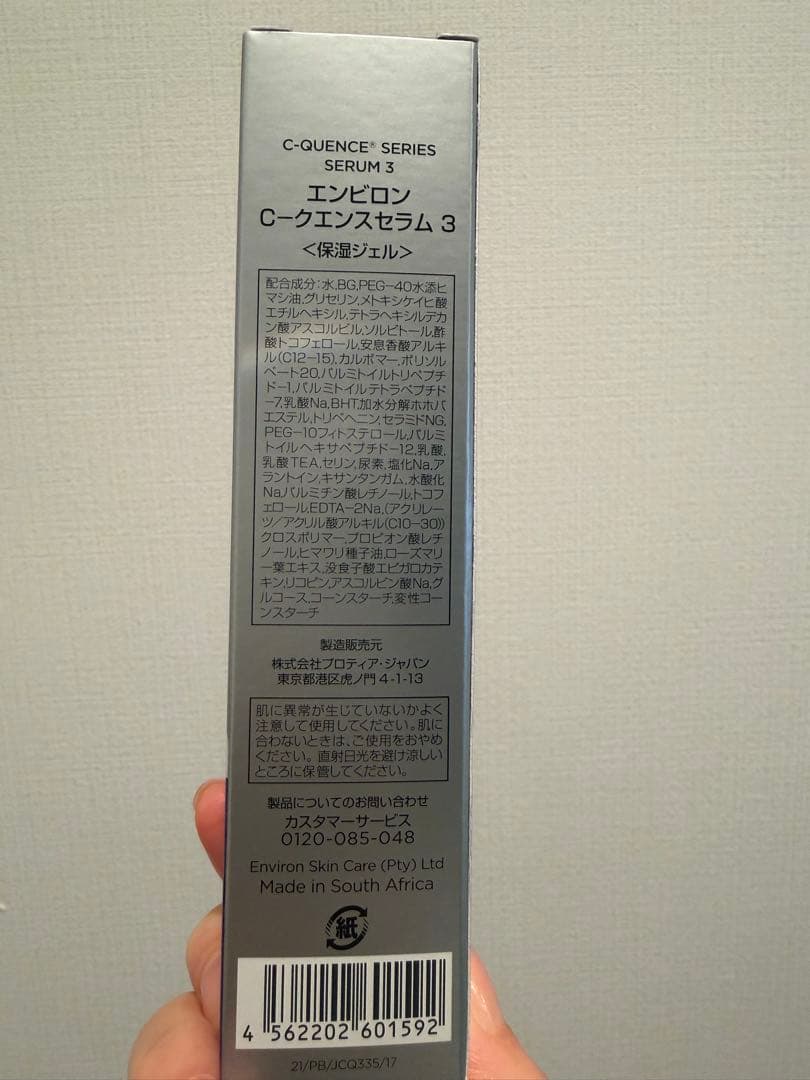 C-QUENCE® SERIES
SERUM 3
エンビロン
C−クエンスセラム 3
＜保湿ジェル＞
配合成分：水,BG,PEG−40水添ヒ
マシ油,グリセリン,メトキシケイヒ酸
エチルヘキシル,テトラヘキシルデカ
ン酸アスコルビル,ソルビトール,酢
酸トコフェロール,安息香酸アルキ
ル(C12−15),カルボマー,ポリソル
ベート20,パルミトイルトリペプチ
ド−1,パルミトイルテトラペプチド
−7,乳酸Na,BHT,加水分解ホホバ
エステル,トリベヘニン,セラミドNG,
PEG−10フィトステロール,パルミ
トイルヘキサペプチド−12,乳酸,
乳酸TEA,セリン,尿素,塩化Na,ア
ラントイン,キサンタンガム,水酸化
Na,パルミチン酸レチノール,トコフ
ェロール,EDTA−2Na,(アクリレー
ツ／アクリル酸アルキル(C10−30))
クロスポリマー,プロピオン酸レチ
ノール,ヒマワリ種子油,ローズマリ
ー葉エキス,没食子酸エピガロカテ
キン,リコピン,アスコルビン酸Na,グ
ルコース,コーンスターチ,変性コー
ンスターチ
製造販売元
株式会社プロティア・ジャパン
東京都港区虎ノ門 4-1-13
肌に異常が生じていないかよく
注意して使用してください。肌に
合わないときは、ご使用をおやめ
ください。直射日光を避け涼しい
ところに保管してください。
製品についてのお問い合わせ
カスタマーサービス
0120-085-048
Environ Skin Care (Pty) Ltd
Made in South Africa
紙
4 562202 601592
21/PB/JCQ335/17